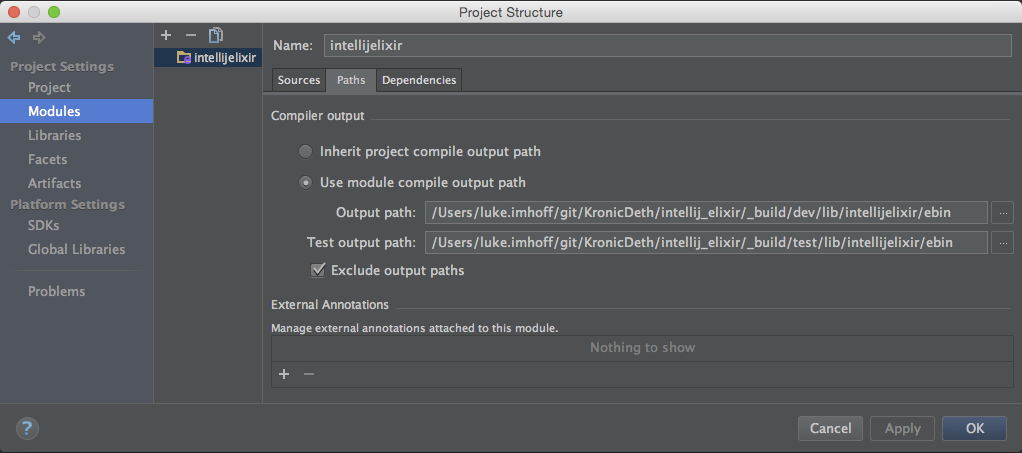 Project Structure
Project Settings
Project
Modules
Libraries
Facets
Artifacts
Platform Settings
SDKs
Global Libraries
Problems
intellijelixir
Name: intellijelixir
Sources Paths Dependencies
Compiler output
Inherit project compile output path
Use module compile output path
Output path: /Users/luke.imhoff/git/KronicDeth/intellij_elixir/_build/dev/lib/intellijelixir/ebin ...
Test output path: /Users/luke.imhoff/git/KronicDeth/intellij_elixir/_build/test/lib/intellijelixir/ebin ...
Exclude output paths
External Annotations
Manage external annotations attached to this module.
Nothing to show
? Cancel Apply OK